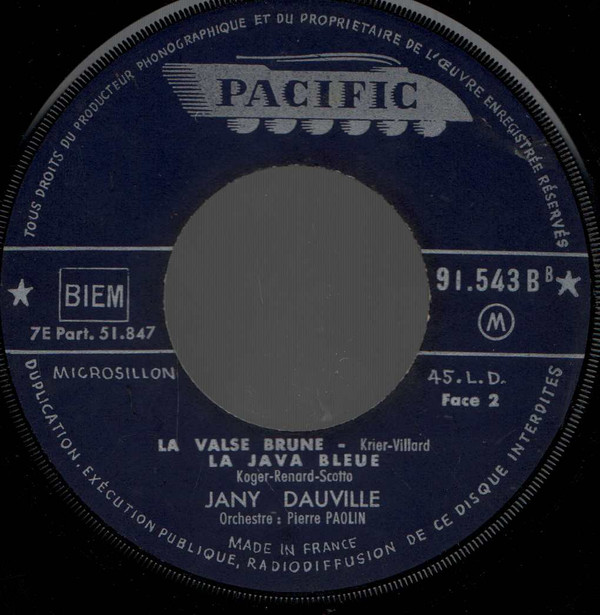 TOUS DROITS DU PRODUCTEUR PHONOGRAPHIQUE ET DU PROPRIETAIRE DE L'ŒUVRE ENREGISTRÉE RÉSERVÉS
PACIFIC
BIEM
7E Part. 51.847
91.543 B B
M
MICROSILLON
45.L.D.
Face 2
LA VALSE BRUNE - Krier-Villard
LA JAVA BLEUE
Koger-Renard-Scotto
JANY DAUVILLE
Orchestre : Pierre PAOLIN
MADE IN FRANCE
DUPLICATION, EXÉCUTION PUBLIQUE, RADIODIFFUSION DE CE DISQUE INTERDITES